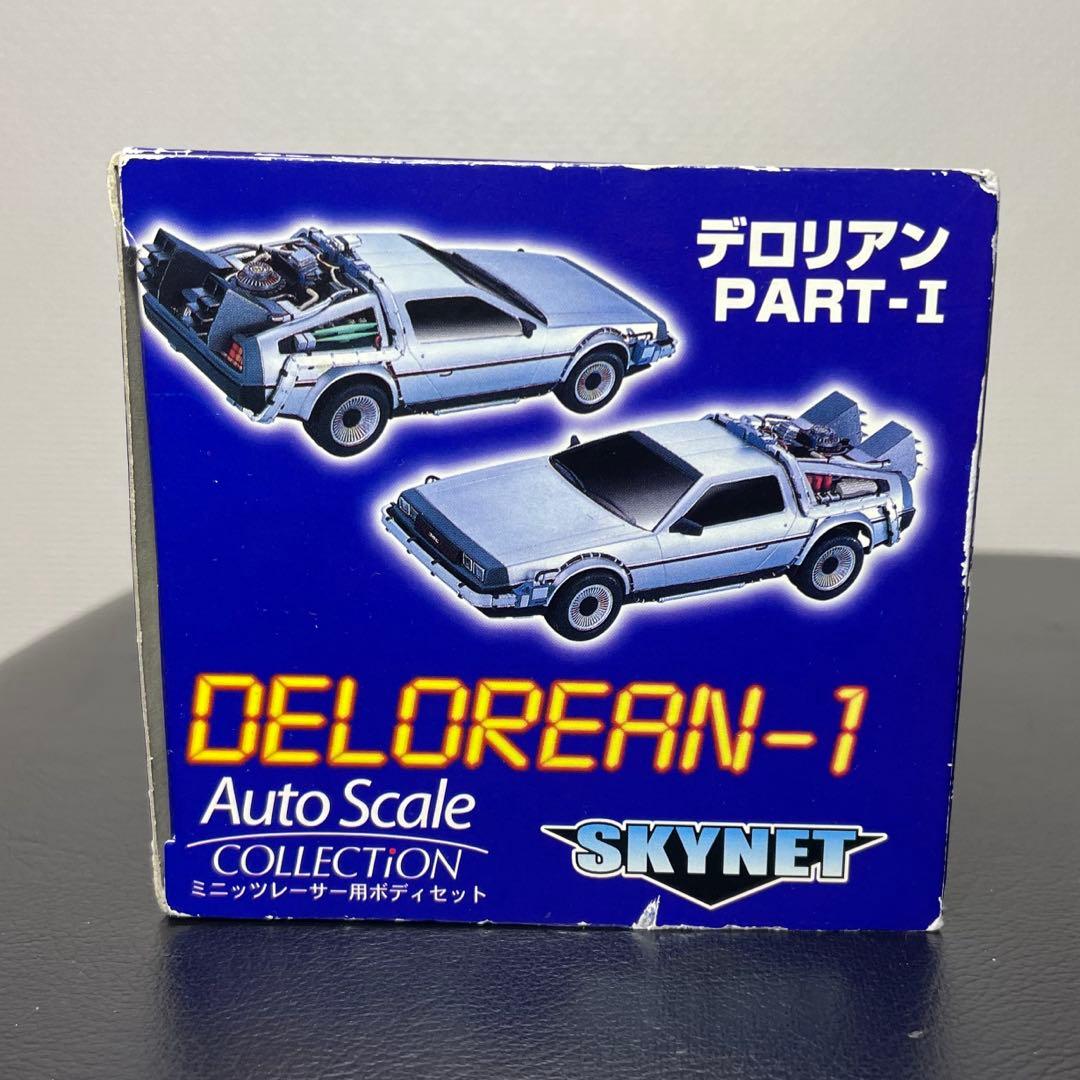 デロリアン
PART-I
DELOREAN-1
Auto Scale
COLLECTiON
ミニッツレーサー用ボディセット
SKYNET